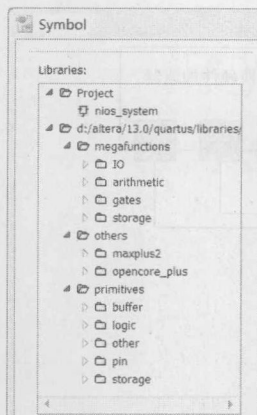 Symbol
Libraries:
Project
nios_system
d:/altera/13.0/quartus/libraries/
megafunctions
IO
arithmetic
gates
storage
others
maxplus2
opencore_plus
primitives
buffer
logic
other
pin
storage